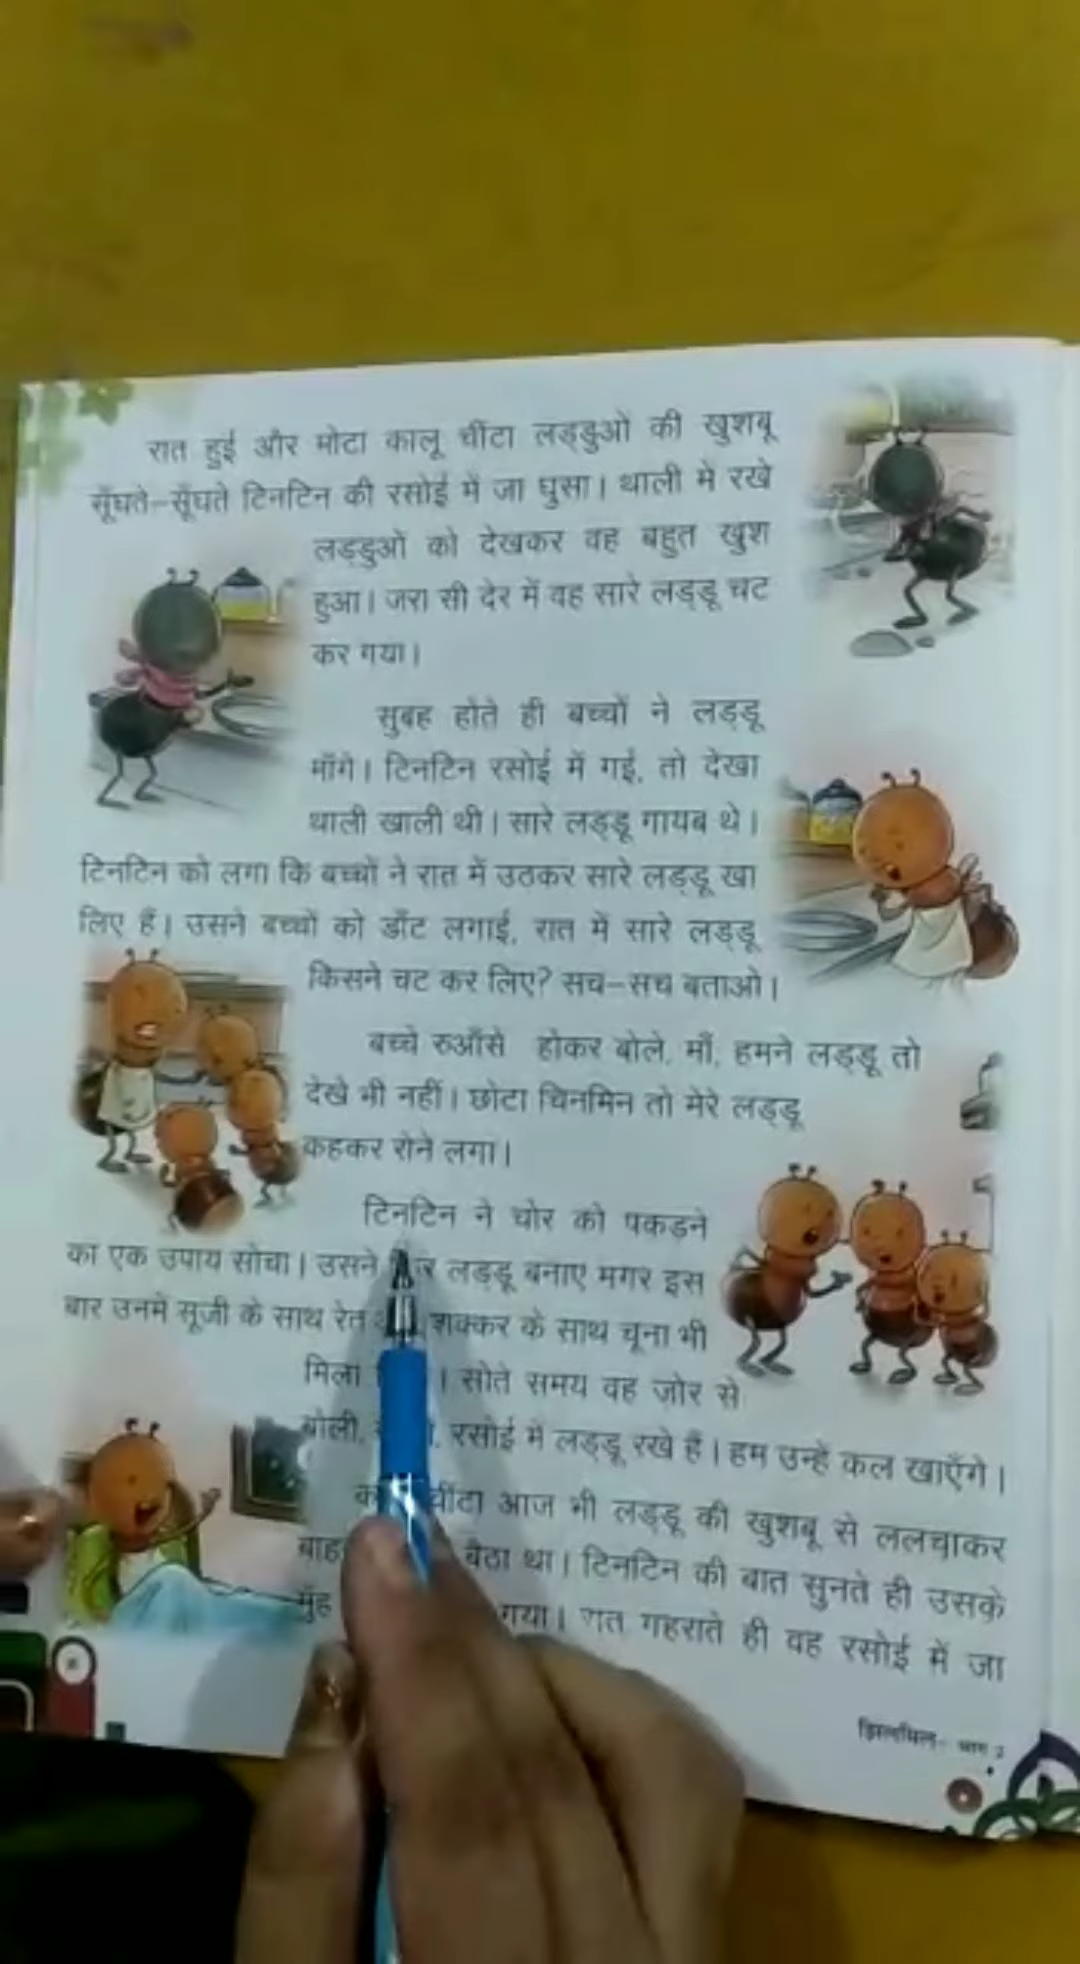 रात हुई और मोटा कालू चींटा लड्डुओं की खुशबू
सूँघते-सूँघते टिनटिन की रसोई में जा घुसा। थाली में रखे
लड्डुओं को देखकर वह बहुत खुश
हुआ। जरा सी देर में वह सारे लड्डू चट
कर गया।
सुबह होते ही बच्चों ने लड्डू
माँगे। टिनटिन रसोई में गई, तो देखा
थाली खाली थी। सारे लड्डू गायब थे।
टिनटिन को लगा कि बच्चों ने रात में उठकर सारे लड्डू खा
लिए हैं। उसने बच्चों को डाँट लगाई, रात में सारे लड्डू
किसने चट कर लिए? सच-सच बताओ।
बच्चे रुआँसे होकर बोले, माँ, हमने लड्डू तो
देखे भी नहीं। छोटा चिनमिन तो मेरे लड्डू
कहकर रोने लगा।
टिनटिन ने चोर को पकडने
का एक उपाय सोचा। उसने लड्डू बनाए मगर इस
बार उनमें सूजी के साथ रेत शक्कर के साथ चूना भी
मिला । सोते समय वह ज़ोर से
बोली, रसोई में लड्डू रखे हैं। हम उन्हें कल खाएँगे।
चींटा आज भी लड्डू की खुशबू से ललचाकर
बैठा था। टिनटिन की बात सुनते ही उसके
मुँह गया। रात गहराते ही वह रसोई में जा
झिलमिल- भाग 2